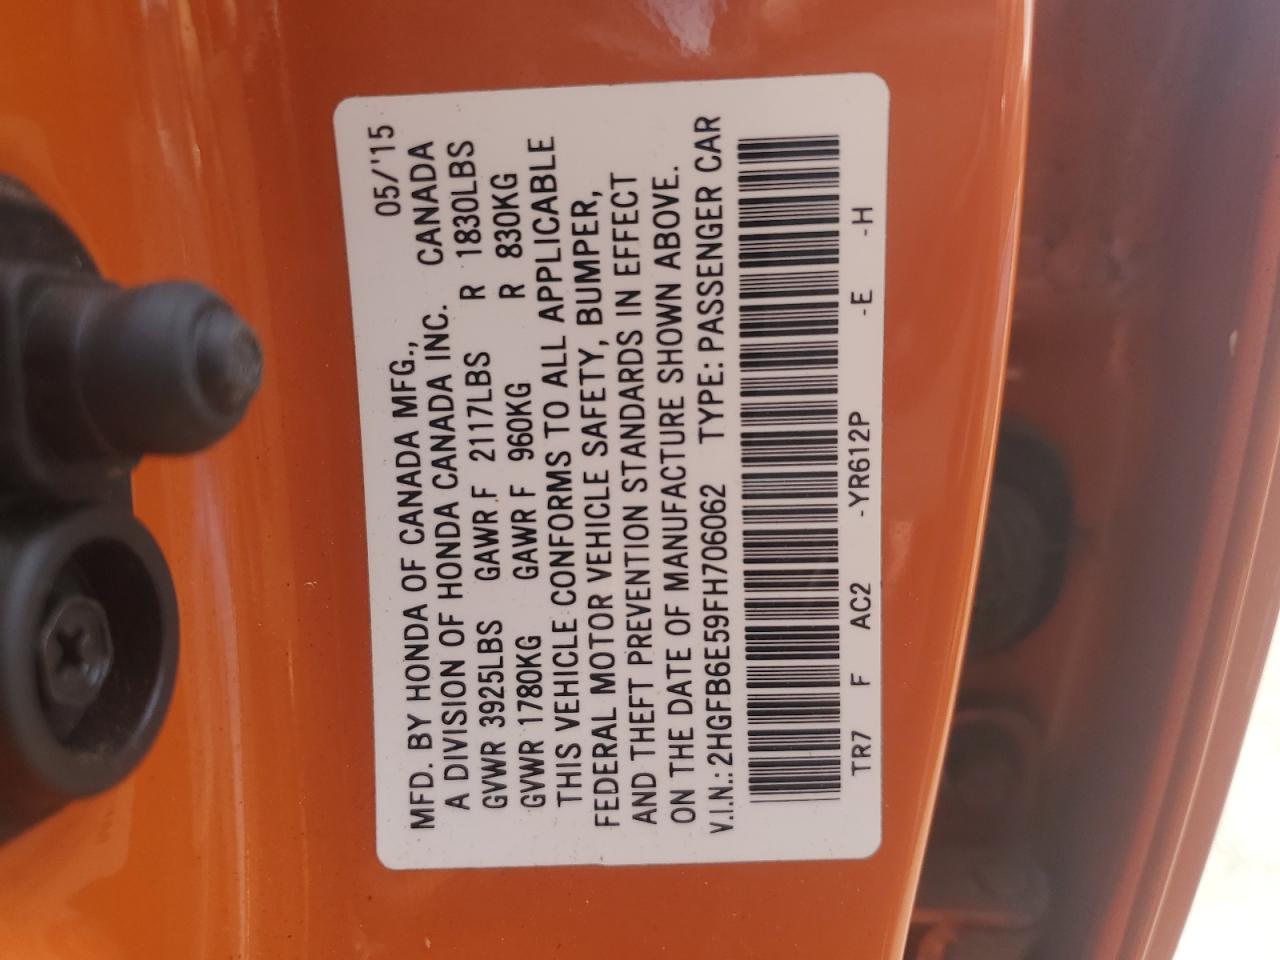 05/'15
MFD. BY HONDA OF CANADA MFG., CANADA
A DIVISION OF HONDA CANADA INC.
GVWR 3925LBS GAWR F 2117LBS R 1830LBS
GVWR 1780KG GAWR F 960KG R 830KG
THIS VEHICLE CONFORMS TO ALL APPLICABLE
FEDERAL MOTOR VEHICLE SAFETY, BUMPER,
AND THEFT PREVENTION STANDARDS IN EFFECT
ON THE DATE OF MANUFACTURE SHOWN ABOVE.
V.I.N.: 2HGFB6E59FH706062 TYPE: PASSENGER CAR
TR7 F AC2 -YR612P -E -H